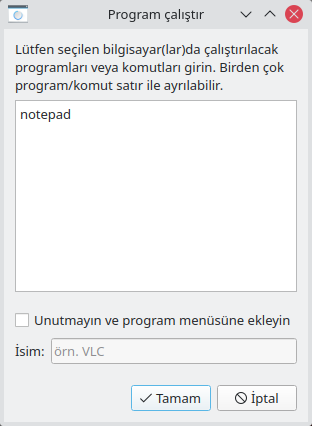 Program çalıştır
Lütfen seçilen bilgisayar(lar)da çalıştırılacak
programları veya komutları girin. Birden çok
program/komut satır ile ayrılabilir.
notepad
Unutmayın ve program menüsüne ekleyin
İsim: örn. VLC
Tamam İptal